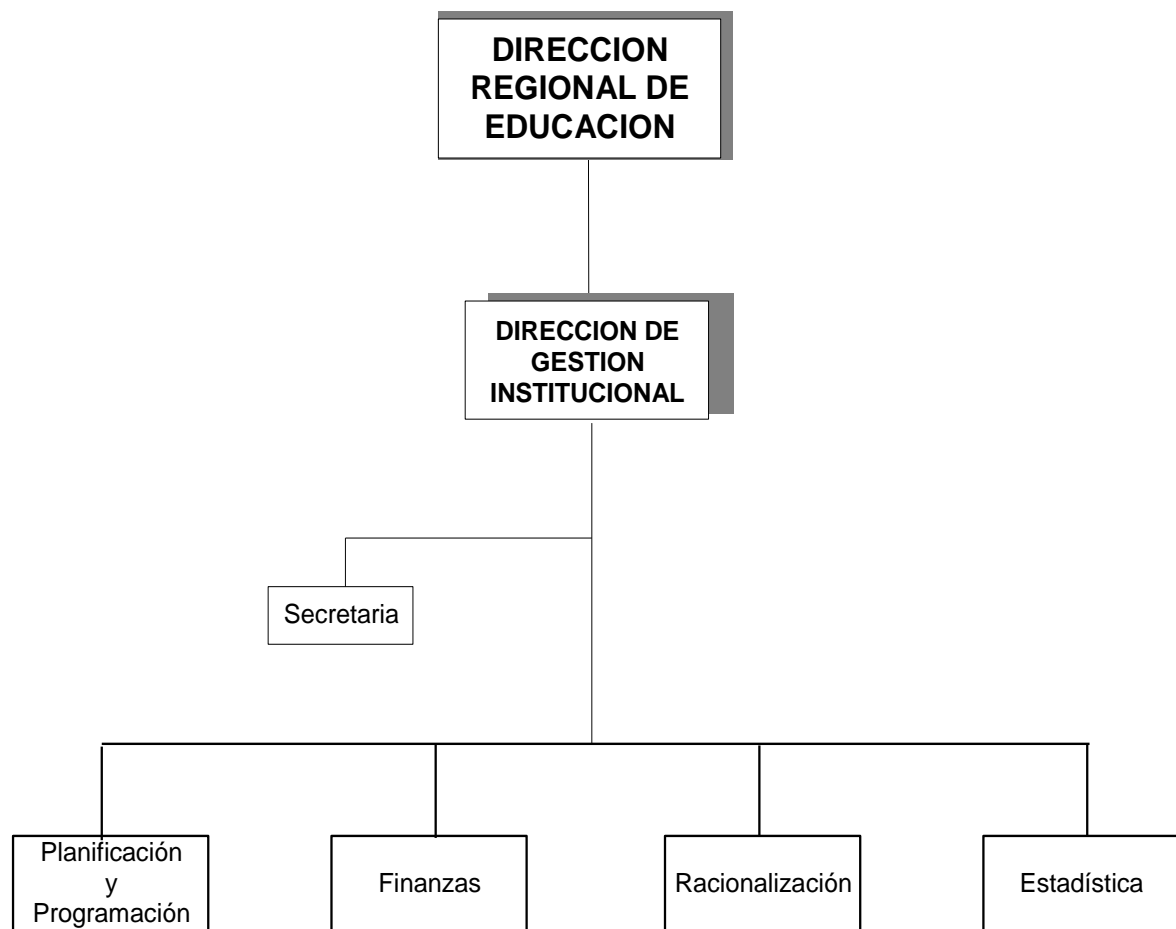 DIRECCION
REGIONAL DE
EDUCACION
DIRECCION DE
GESTION
INSTITUCIONAL
Secretaria
Planificación
y
Programación
Finanzas
Racionalización
Estadística